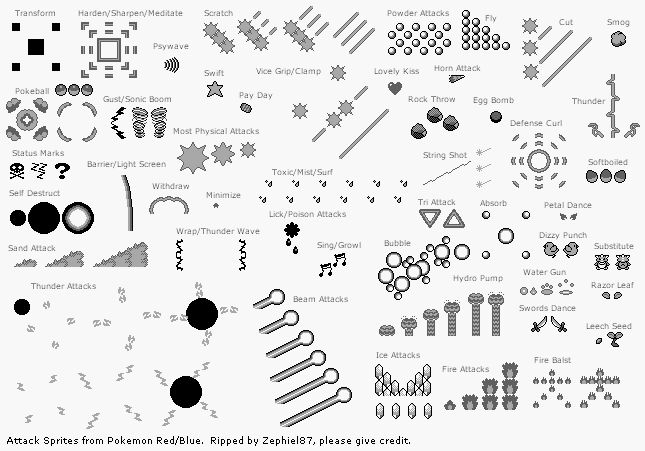 Transform
Harden/Sharpen/Meditate
Scratch
Powder Attacks
Fly
Cut
Smog
Psywave
Swift
Vice Grip/Clamp
Lovely Kiss
Horn Attack
Pokeball
Gust/Sonic Boom
Pay Day
Rock Throw
Egg Bomb
Thunder
Most Physical Attacks
Defense Curl
Status Marks
Barrier/Light Screen
String Shot
Softboiled
Toxic/Mist/Surf
Self Destruct
Withdraw
Minimize
Tri Attack
Absorb
Petal Dance
Lick/Poison Attacks
Wrap/Thunder Wave
Dizzy Punch
Sand Attack
Sing/Growl
Bubble
Substitute
Hydro Pump
Water Gun
Thunder Attacks
Beam Attacks
Razor Leaf
Swords Dance
Leech Seed
Ice Attacks
Fire Attacks
Fire Balst
Attack Sprites from Pokemon Red/Blue. Ripped by Zephiel87, please give credit.